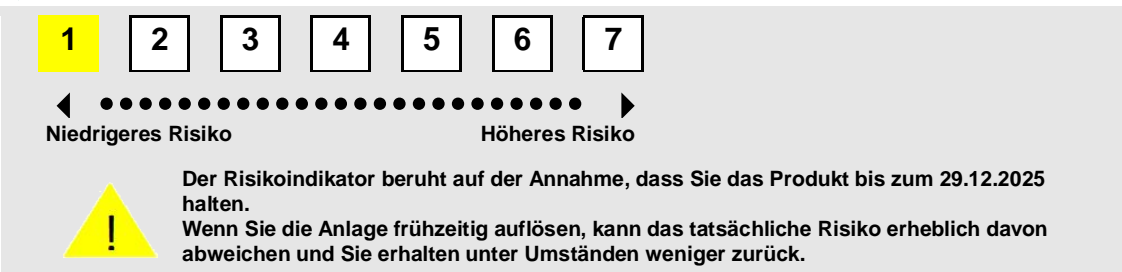 1 2 3 4 5 6 7
Niedrigeres Risiko Höheres Risiko
Der Risikoindikator beruht auf der Annahme, dass Sie das Produkt bis zum 29.12.2025
halten.
Wenn Sie die Anlage frühzeitig auflösen, kann das tatsächliche Risiko erheblich davon
abweichen und Sie erhalten unter Umständen weniger zurück.
!